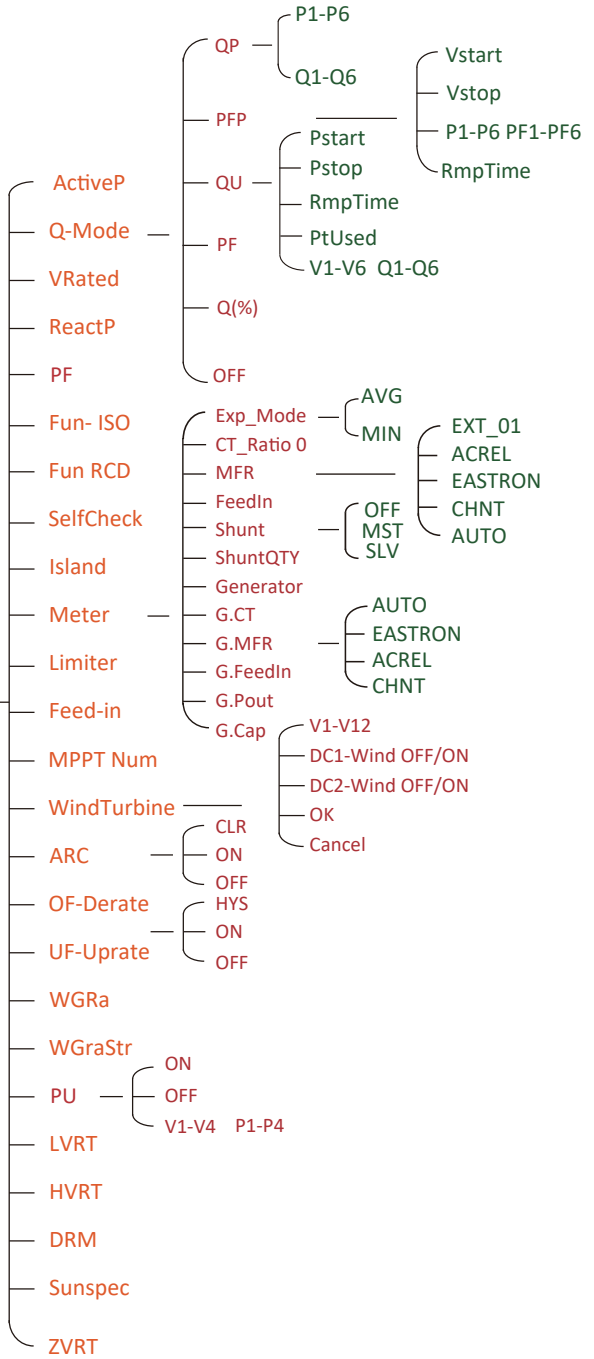 ActiveP
Q-Mode
VRated
ReactP
PF
Fun- ISO
Fun RCD
SelfCheck
Island
Meter
Limiter
Feed-in
MPPT Num
WindTurbine
ARC
OF-Derate
UF-Uprate
WGRa
WGraStr
PU
LVRT
HVRT
DRM
Sunspec
ZVRT
QP
PFP
QU
PF
Q(%)
OFF
P1-P6
Q1-Q6
Vstart
Vstop
P1-P6 PF1-PF6
RmpTime
Pstart
Pstop
RmpTime
PtUsed
V1-V6 Q1-Q6
Exp_Mode
CT_Ratio 0
MFR
FeedIn
Shunt
ShuntQTY
Generator
G.CT
G.MFR
G.FeedIn
G.Pout
G.Cap
AVG
MIN
EXT_01
ACREL
EASTRON
CHNT
AUTO
OFF
MST
SLV
AUTO
EASTRON
ACREL
CHNT
V1-V12
DC1-Wind OFF/ON
DC2-Wind OFF/ON
OK
Cancel
CLR
ON
OFF
HYS
ON
OFF
ON
OFF
V1-V4 P1-P4